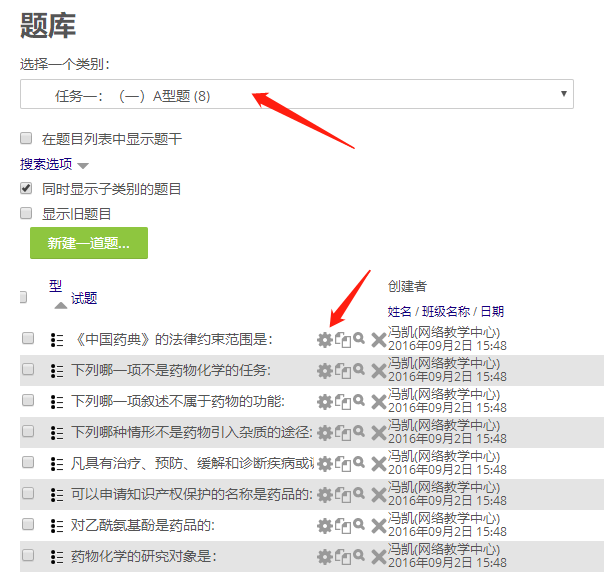 题库
选择一个类别:
任务一：（一）A型题 (8)
在题目列表中显示题干
搜索选项
同时显示子类别的题目
显示旧题目
新建一道题...
型 试题 创建者
姓名 / 班级名称 / 日期
《中国药典》的法律约束范围是: 冯凯(网络教学中心)
2016年09月2日 15:48
下列哪一项不是药物化学的任务: 冯凯(网络教学中心)
2016年09月2日 15:48
下列哪一项叙述不属于药物的功能: 冯凯(网络教学中心)
2016年09月2日 15:48
下列哪种情形不是药物引入杂质的途径: 冯凯(网络教学中心)
2016年09月2日 15:48
凡具有治疗、预防、缓解和诊断疾病或 冯凯(网络教学中心)
2016年09月2日 15:48
可以申请知识产权保护的名称是药品的: 冯凯(网络教学中心)
2016年09月2日 15:48
对乙酰氨基酚是药品的: 冯凯(网络教学中心)
2016年09月2日 15:48
药物化学的研究对象是: 冯凯(网络教学中心)
2016年09月2日 15:48